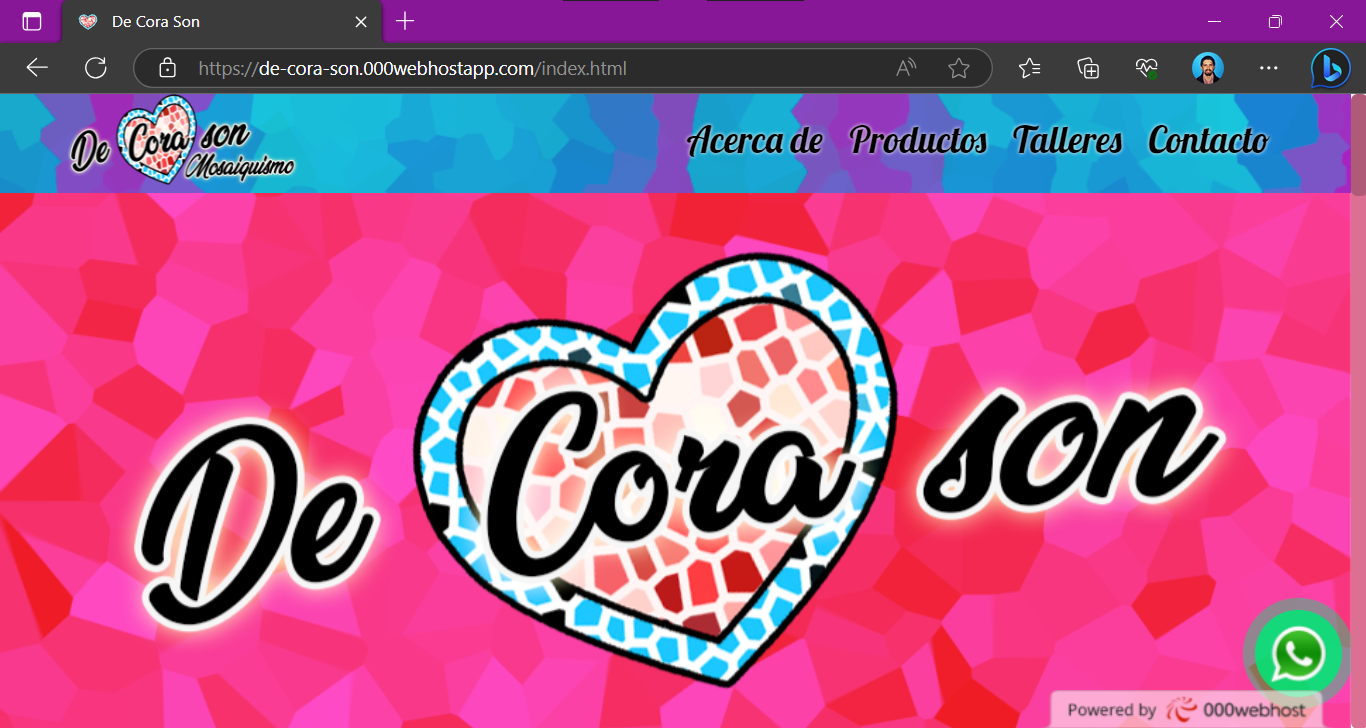 De Cora Son
https://de-cora-son.000webhostapp.com/index.html
De Cora son
Mosaiquismo
Acerca de Productos Talleres Contacto
De Cora son
Powered by 000webhost